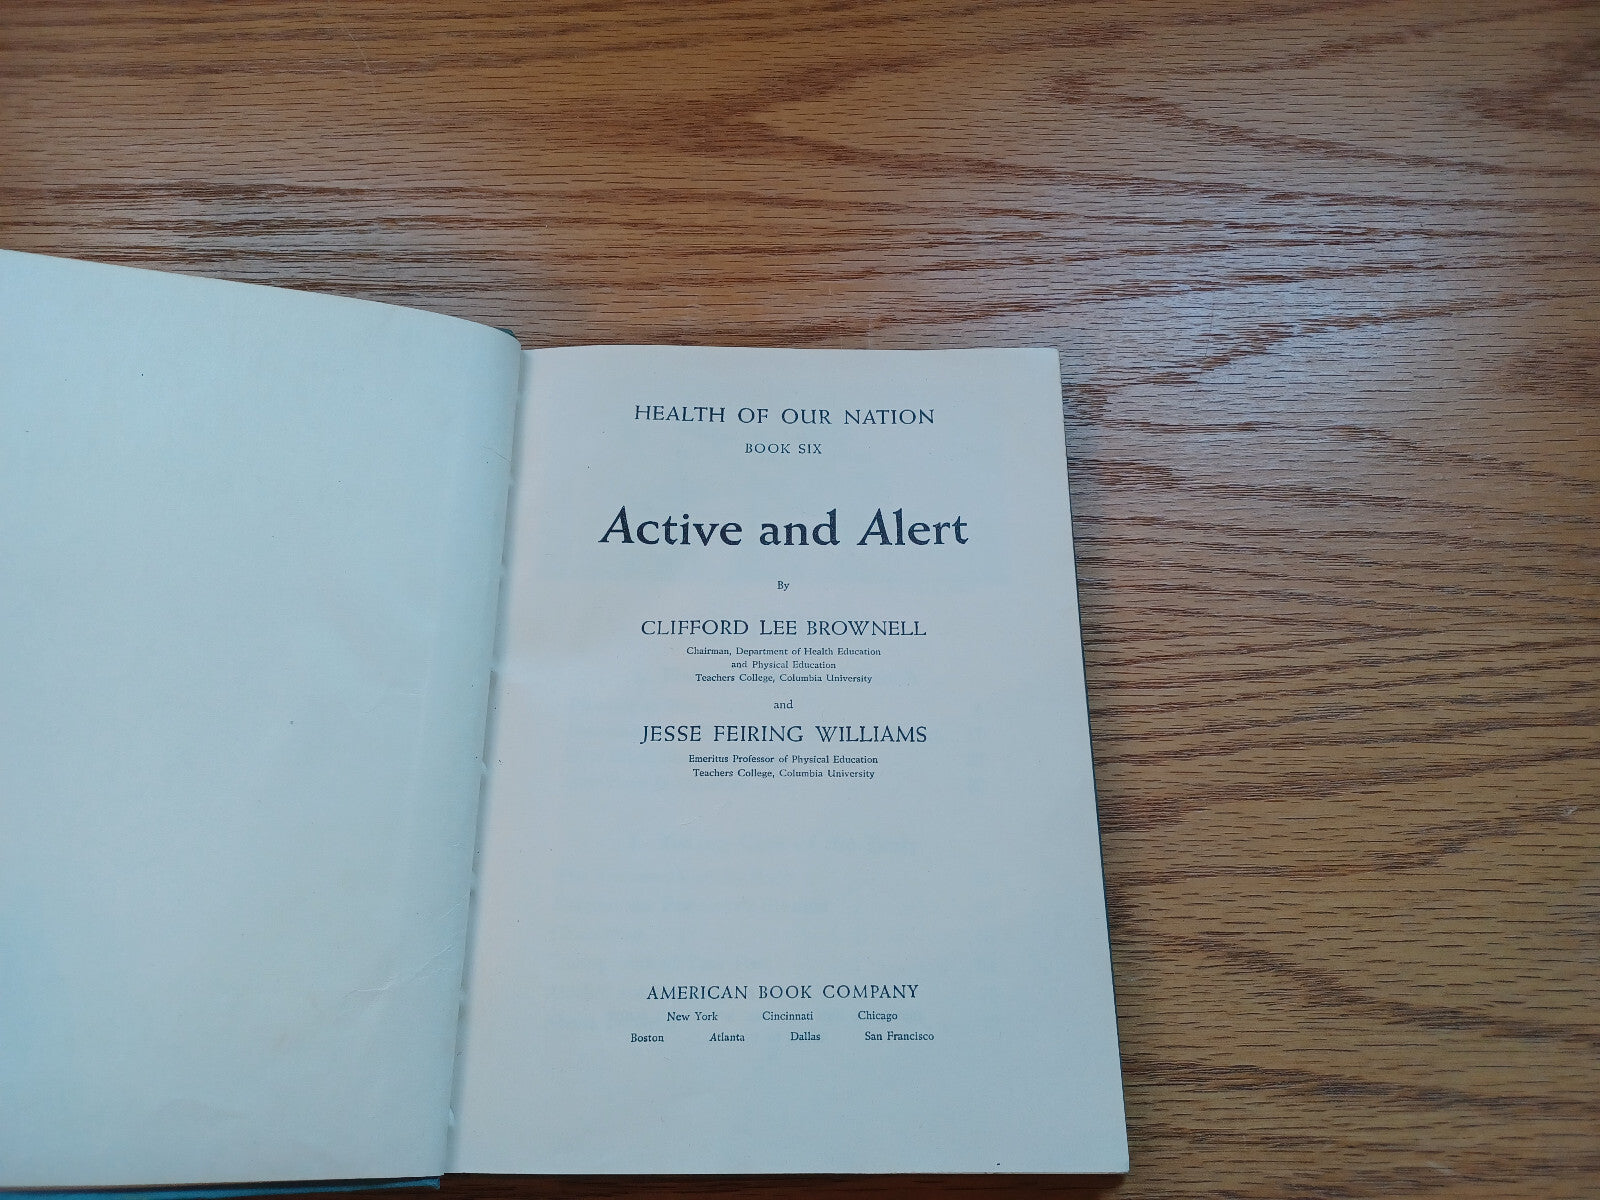 HEALTH OF OUR NATION
BOOK SIX
Active and Alert
By
CLIFFORD LEE BROWNELL
Chairman, Department of Health Education
and Physical Education
Teachers College, Columbia University
and
JESSE FEIRING WILLIAMS
Emeritus Professor of Physical Education
Teachers College, Columbia University
AMERICAN BOOK COMPANY
New York Cincinnati Chicago
Boston Atlanta Dallas San Francisco